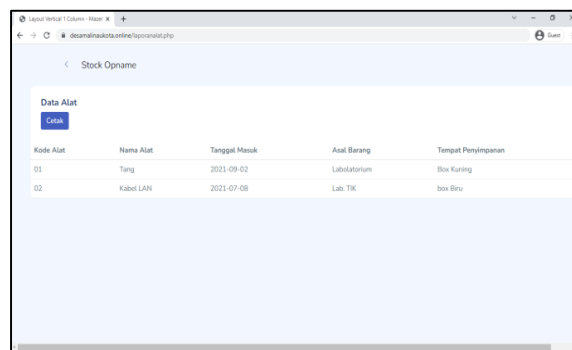 Layout Vertical 1 Column - Mazer
desamalinaukota.online/laporanalat.php
Guest
Stock Opname
Data Alat
Cetak
Kode Alat Nama Alat Tanggal Masuk Asal Barang Tempat Penyimpanan
01 Tang 2021-09-02 Labolatorium Box Kuning
02 Kabel LAN 2021-07-08 Lab. TIK box Biru